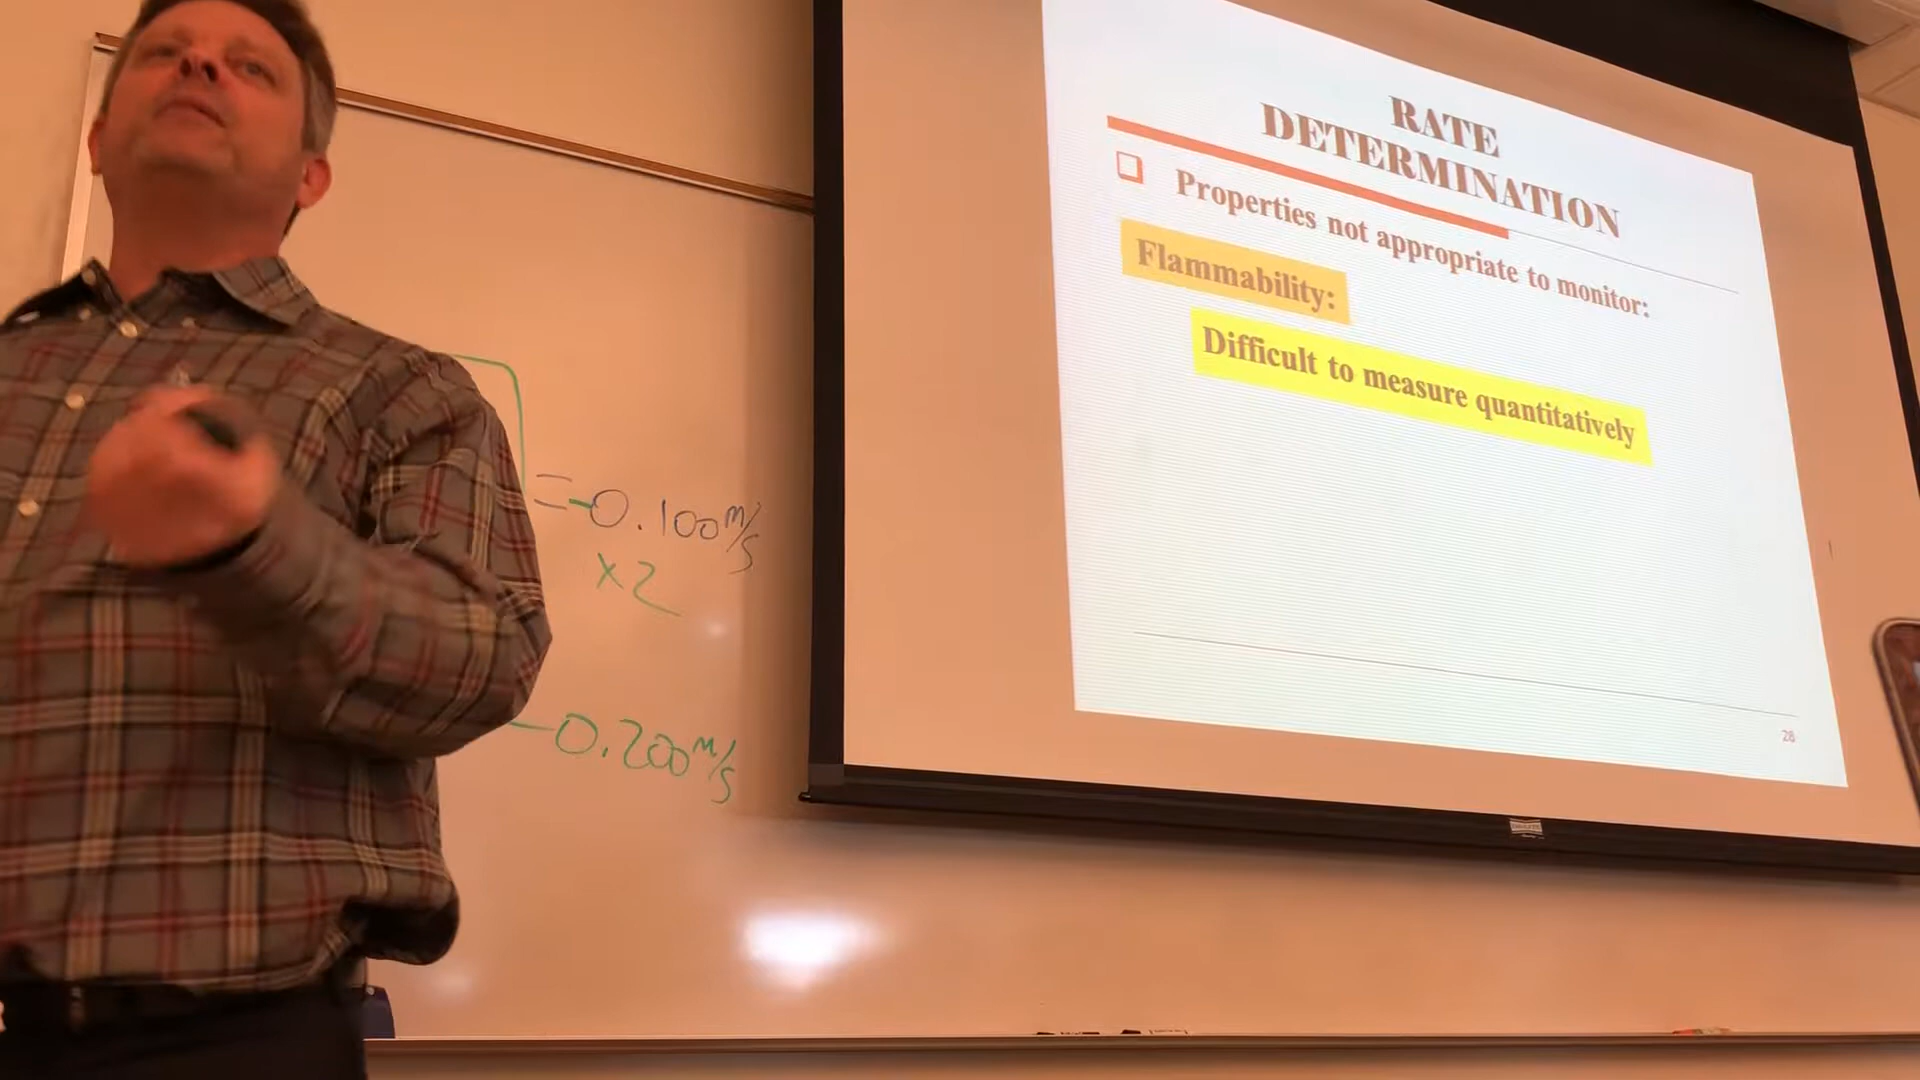 RATE
DETERMINATION
Properties not appropriate to monitor:
Flammability:
Difficult to measure quantitatively
28
= -0.100 M/s
x2
-0.200 M/s